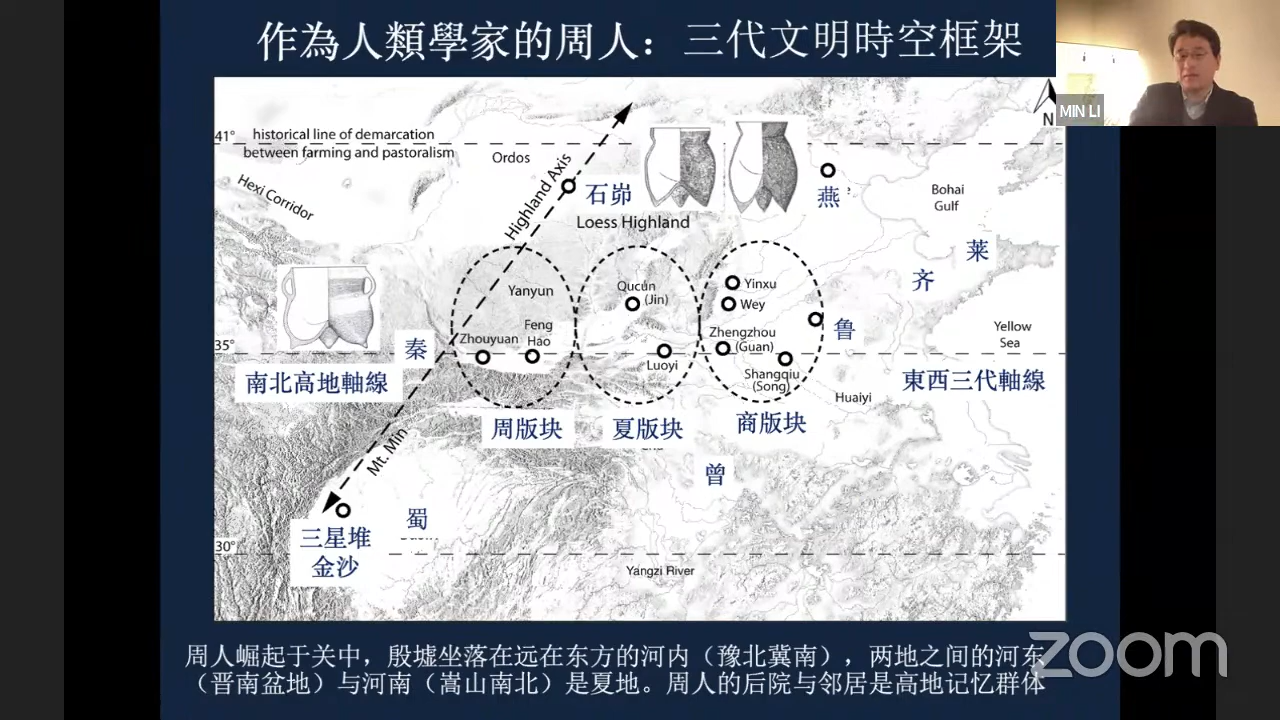 作為人類學家的周人：三代文明時空框架
MIN LI
N
41°
historical line of demarcation
between farming and pastoralism
Hexi Corridor
Ordos
Highland Axis
石峁
Loess Highland
燕
Bohai
Gulf
莱
齐
Yanyun
Qucun
(Jin)
Yinxu
Wey
Zhouyuan
Feng
Hao
Luoyi
Zhengzhou
(Guan)
Shangqiu
(Song)
鲁
Yellow
Sea
35°
秦
南北高地軸線
東西三代軸線
Huaiyi
周版块
夏版块
商版块
Mt. Min
曾
蜀
三星堆
金沙
30°
Yangzi River
周人崛起于关中，殷墟坐落在远在东方的河内（豫北冀南），两地之间的河东
（晋南盆地）与河南（嵩山南北）是夏地。周人的后院与邻居是高地记忆群体
zoom